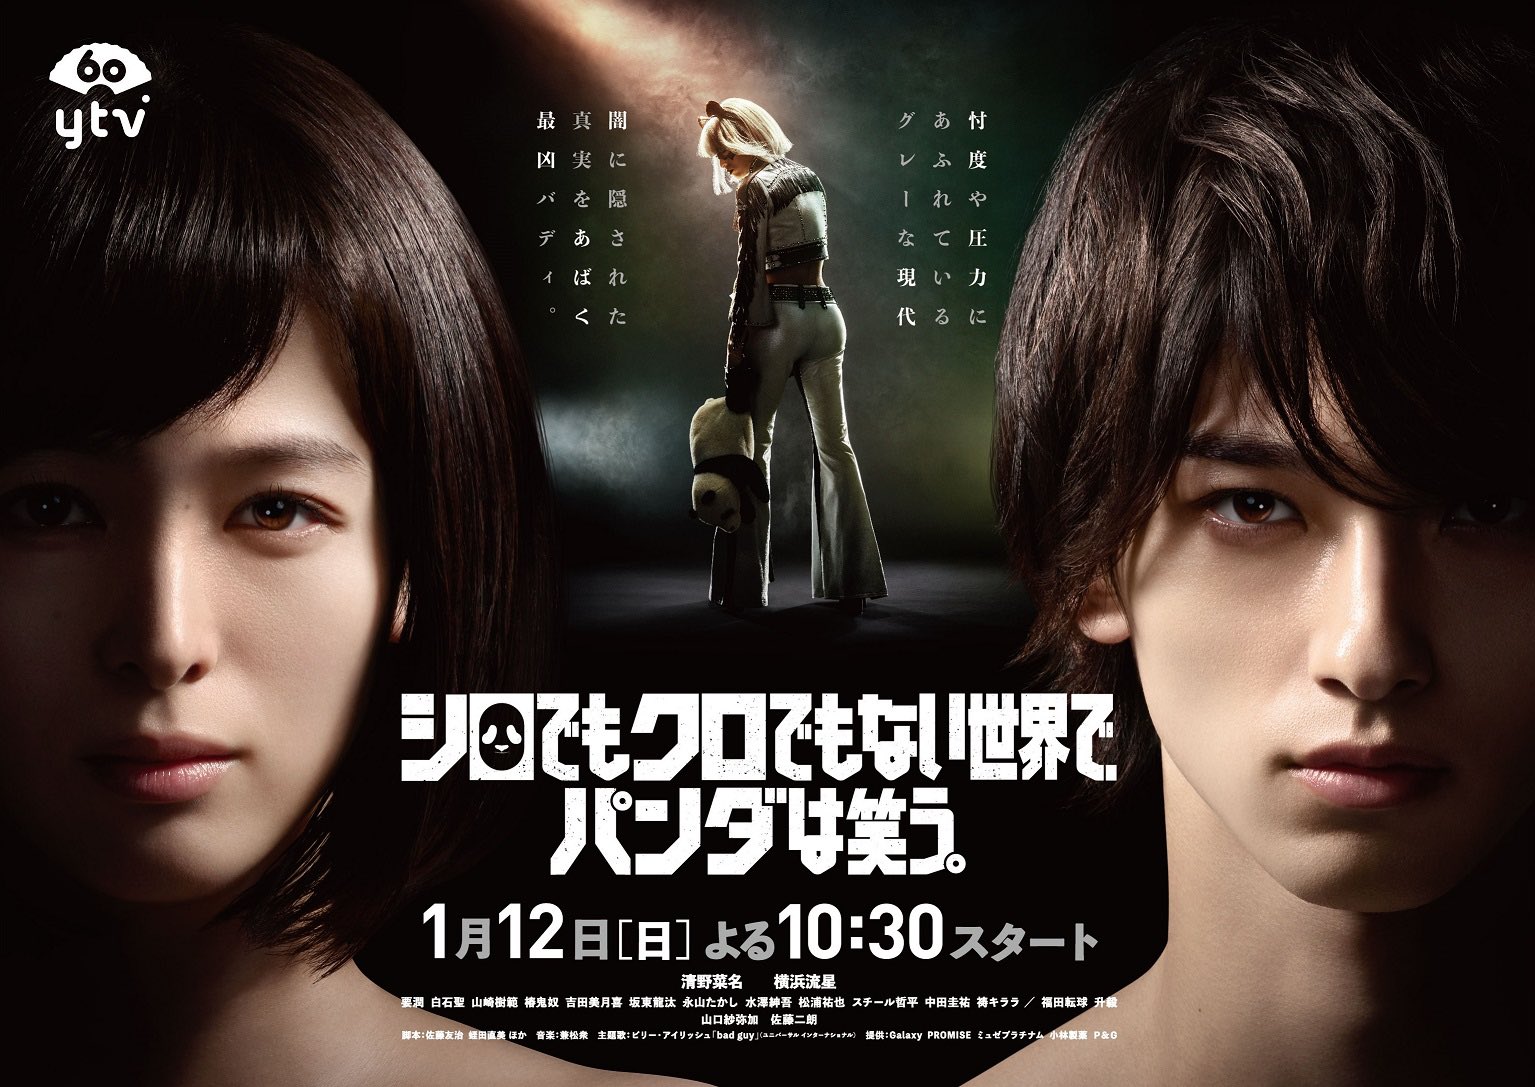 60
ytv
忖度や圧力に
あふれている
グレーな現代
闇に隠された
真実をあばく
最凶バディ。
シロでもクロでもない世界で、
パンダは笑う。
1月12日[日]よる10:30スタート
清野菜名 横浜流星
要潤 白石聖 山崎樹範 椿鬼奴 吉田美月喜 坂東龍汰 永山たかし 水澤紳吾 松浦祐也 スチール哲平 中田圭祐 祷キララ / 福田転球 升毅
山口紗弥加 佐藤二朗
脚本:佐藤友治 蛭田直美 ほか 音楽:兼松衆 主題歌:ビリー・アイリッシュ「bad guy」(ユニバーサル インターナショナル) 提供:Galaxy PROMISE ミュゼプラチナム 小林製薬 P&G